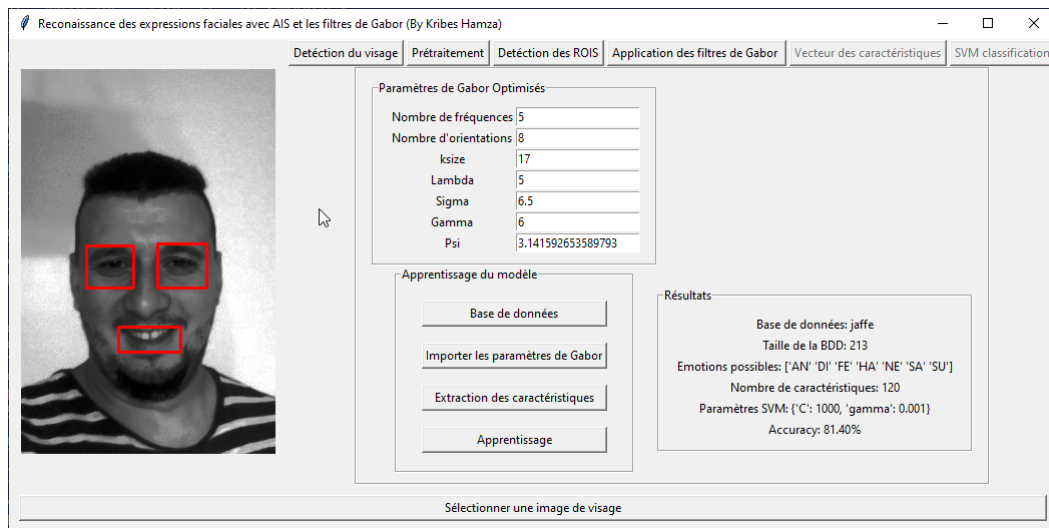 Reconaissance des expressions faciales avec AIS et les filtres de Gabor (By Kribes Hamza)
Detéction du visage Prétraitement Detéction des ROIS Application des filtres de Gabor Vecteur des caractéristiques SVM classification
Paramètres de Gabor Optimisés
Nombre de fréquences 5
Nombre d'orientations 8
ksize 17
Lambda 5
Sigma 6.5
Gamma 6
Psi 3.141592653589793
Apprentissage du modèle
Base de données
Importer les paramètres de Gabor
Extraction des caractéristiques
Apprentissage
Résultats
Base de données: jaffe
Taille de la BDD: 213
Emotions possibles: ['AN' 'DI' 'FE' 'HA' 'NE' 'SA' 'SU']
Nombre de caractéristiques: 120
Paramètres SVM: {'C': 1000, 'gamma': 0.001}
Accuracy: 81.40%
Sélectionner une image de visage